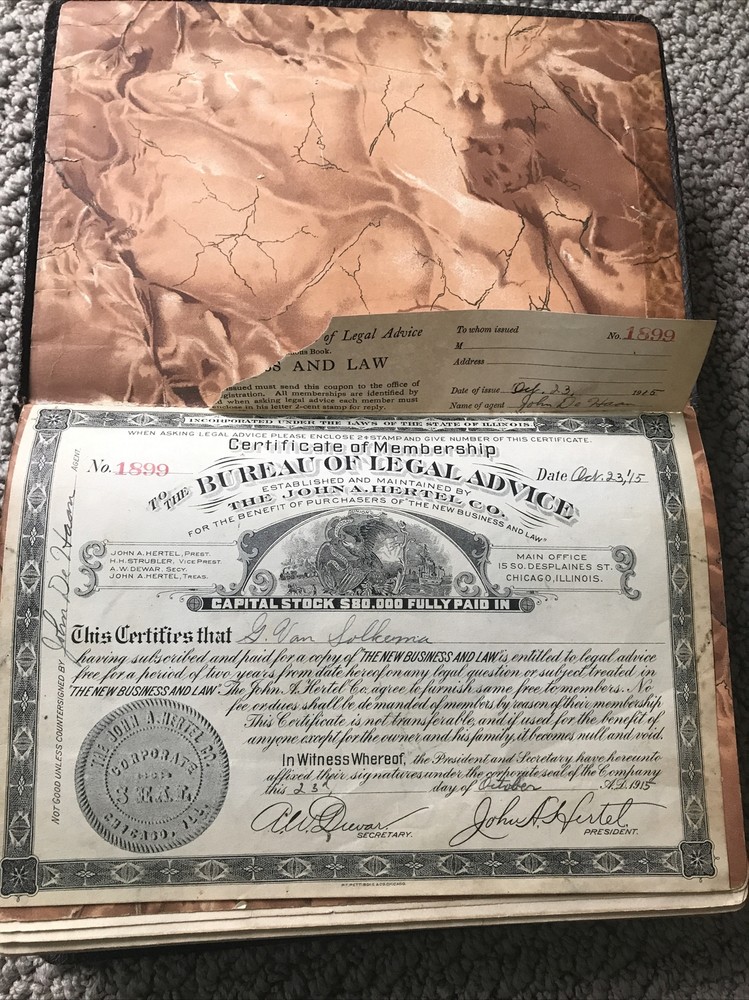 of Legal Advice
ous Book.
SS AND LAW
ssued must send this coupon to the office of
gistration. All memberships are identified by
when asking legal advice each member must
nclose in his letter 2-cent stamp for reply.
To whom issued No. 1899
M
Address
Date of issue Oct. 23 1915
Name of agent John De Haan
INCORPORATED UNDER THE LAWS OF THE STATE OF ILLINOIS.
WHEN ASKING LEGAL ADVICE PLEASE ENCLOSE 2¢ STAMP AND GIVE NUMBER OF THIS CERTIFICATE.
Certificate of Membership
No. 1899
TO THE BUREAU OF LEGAL ADVICE
Date Oct. 23, '15
ESTABLISHED AND MAINTAINED BY
THE JOHN A. HERTEL CO.
FOR THE BENEFIT OF PURCHASERS OF "THE NEW BUSINESS AND LAW"
JOHN A. HERTEL, PREST.
H.H. STRUBLER, VICE PREST.
A.W. DEWAR, SECY.
JOHN A. HERTEL, TREAS.
MAIN OFFICE
15 SO. DESPLAINES ST.
CHICAGO, ILLINOIS.
CAPITAL STOCK $80,000 FULLY PAID IN
This Certifies that G. Van Solkema
having subscribed and paid for a copy of "THE NEW BUSINESS AND LAW" is entitled to legal advice
free for a period of two years from date hereof on any legal question or subject treated in
"THE NEW BUSINESS AND LAW". The John A. Hertel Co. agree to furnish same free to members. No
fee or dues shall be demanded of members by reason of their membership
This Certificate is not transferable, and if used for the benefit of
anyone except for the owner and his family, it becomes null and void.
In Witness Whereof, the President and Secretary have hereunto
affixed their signatures under the corporate seal of the Company
this 23rd day of October A.D. 1915
A.W. Dewar SECRETARY.
John A. Hertel PRESIDENT.
THE JOHN A. HERTEL CO.
CORPORATE
SEAL
CHICAGO, ILL.
NOT GOOD UNLESS COUNTERSIGNED BY John De Haan AGENT.